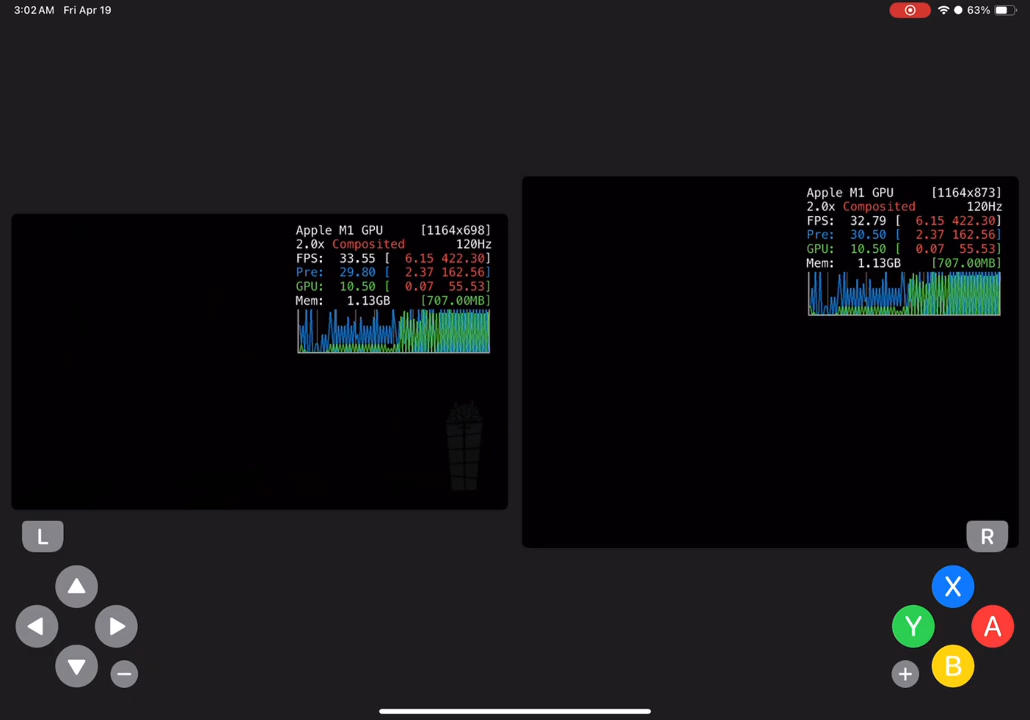 3:02 AM Fri Apr 19
63%
Apple M1 GPU [1164x698]
2.0x Composited 120Hz
FPS: 33.55 [ 6.15 422.30]
Pre: 29.80 [ 2.37 162.56]
GPU: 10.50 [ 0.07 55.53]
Mem: 1.13GB [707.00MB]
Apple M1 GPU [1164x873]
2.0x Composited 120Hz
FPS: 32.79 [ 6.15 422.30]
Pre: 30.50 [ 2.37 162.56]
GPU: 10.50 [ 0.07 55.53]
Mem: 1.13GB [707.00MB]
L
R
X
Y
A
B